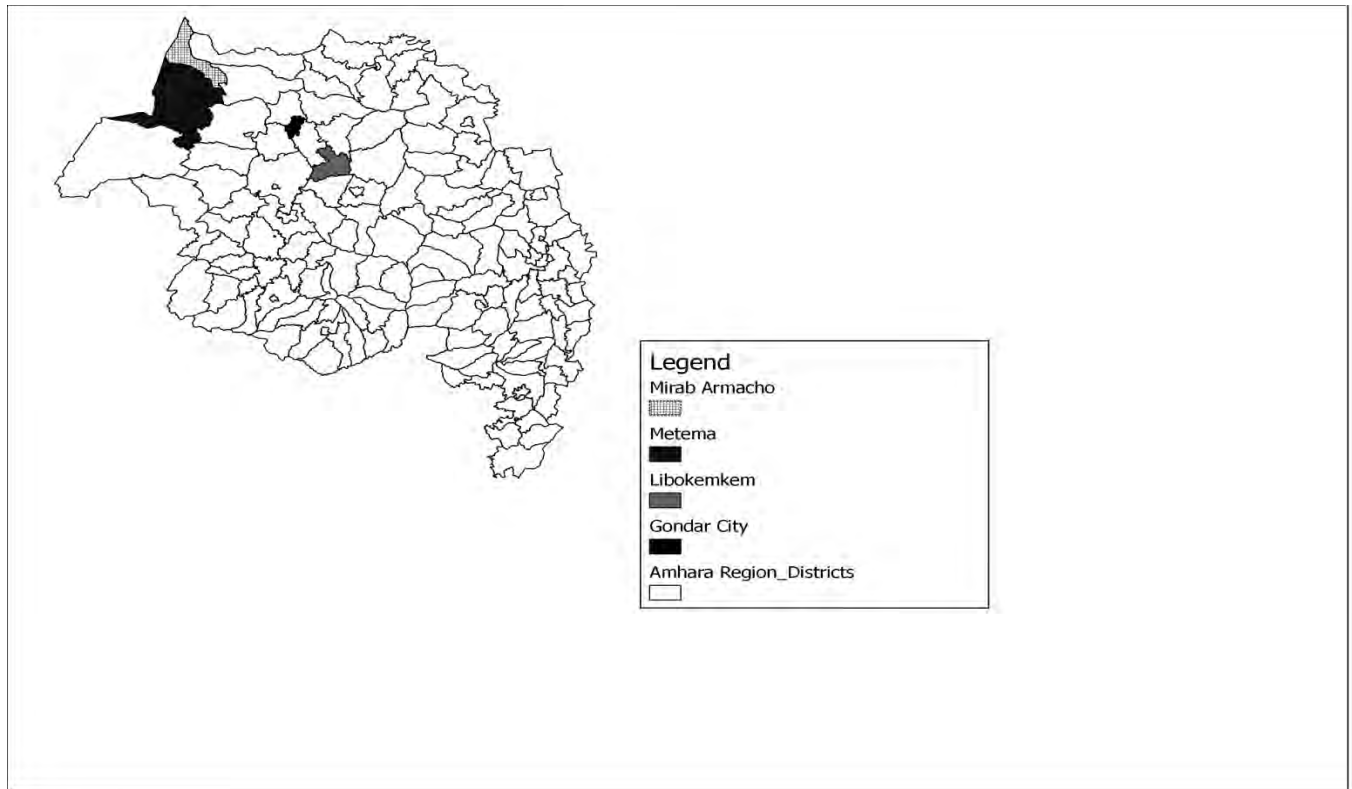 Legend
Mirab Armacho
Metema
Libokemkem
Gondar City
Amhara Region_Districts